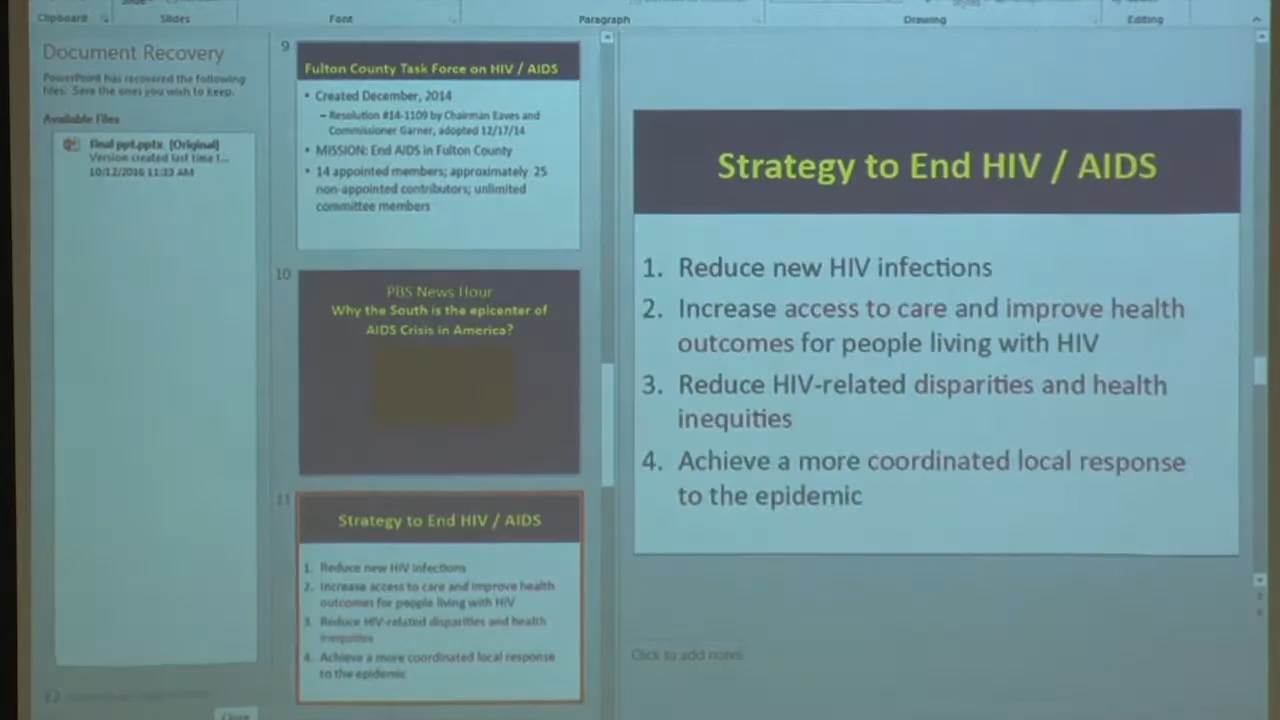 Clipboard
Slides
Font
Paragraph
Drawing
Editing
Document Recovery
PowerPoint has recovered the following
files. Save the ones you wish to keep.
Available Files
final ppt.pptx [Original]
Version created last time t...
10/12/2016 11:33 AM
Close
9
Fulton County Task Force on HIV / AIDS
• Created December, 2014
– Resolution #14-1109 by Chairman Eaves and
Commissioner Garner, adopted 12/17/14
• MISSION: End AIDS in Fulton County
• 14 appointed members; approximately 25
non-appointed contributors; unlimited
committee members
10
PBS News Hour
Why the South is the epicenter of
AIDS Crisis in America?
11
Strategy to End HIV / AIDS
1. Reduce new HIV infections
2. Increase access to care and improve health
outcomes for people living with HIV
3. Reduce HIV-related disparities and health
inequities
4. Achieve a more coordinated local response
to the epidemic
Strategy to End HIV / AIDS
1. Reduce new HIV infections
2. Increase access to care and improve health
outcomes for people living with HIV
3. Reduce HIV-related disparities and health
inequities
4. Achieve a more coordinated local response
to the epidemic
Click to add notes